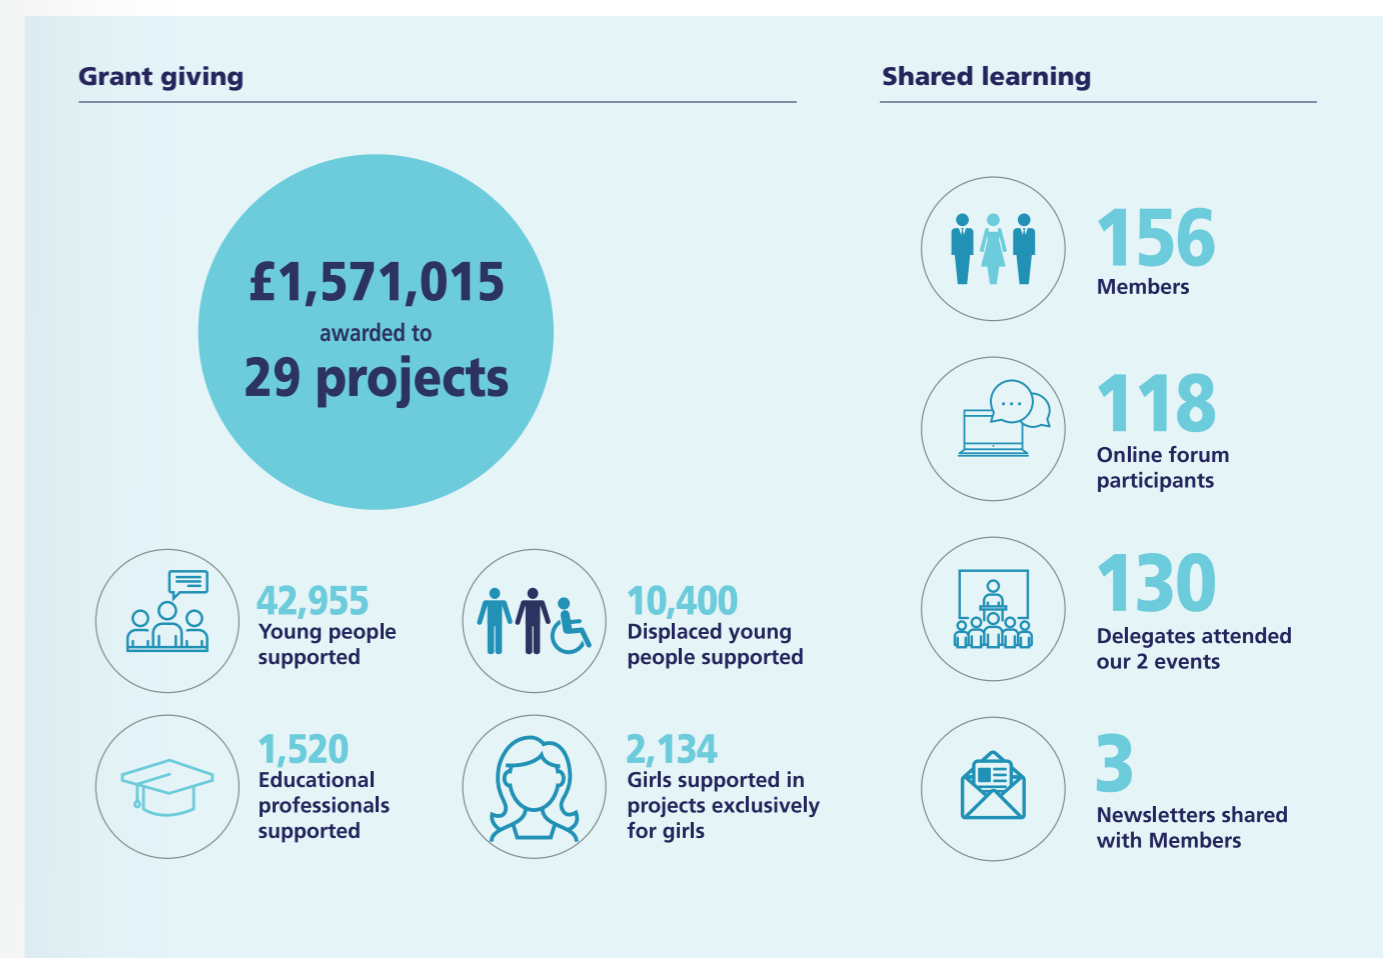 Grant giving
£1,571,015
awarded to
29 projects
42,955
Young people
supported
10,400
Displaced young
people supported
1,520
Educational
professionals
supported
2,134
Girls supported in
projects exclusively
for girls
Shared learning
156
Members
118
Online forum
participants
130
Delegates attended
our 2 events
3
Newsletters shared
with Members